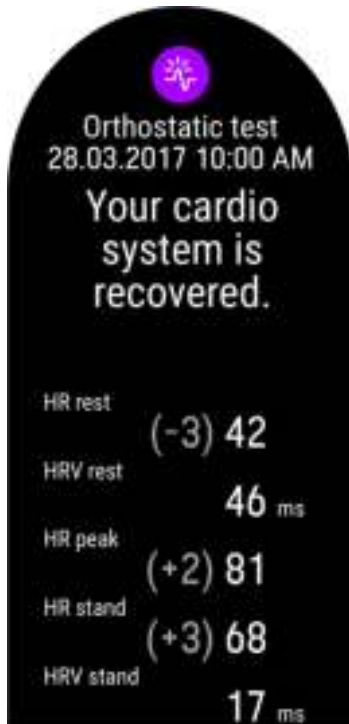 Orthostatic test
28.03.2017 10:00 AM
Your cardio
system is
recovered.
HR rest
(-3) 42
HRV rest
46 ms
HR peak
(+2) 81
HR stand
(+3) 68
HRV stand
17 ms